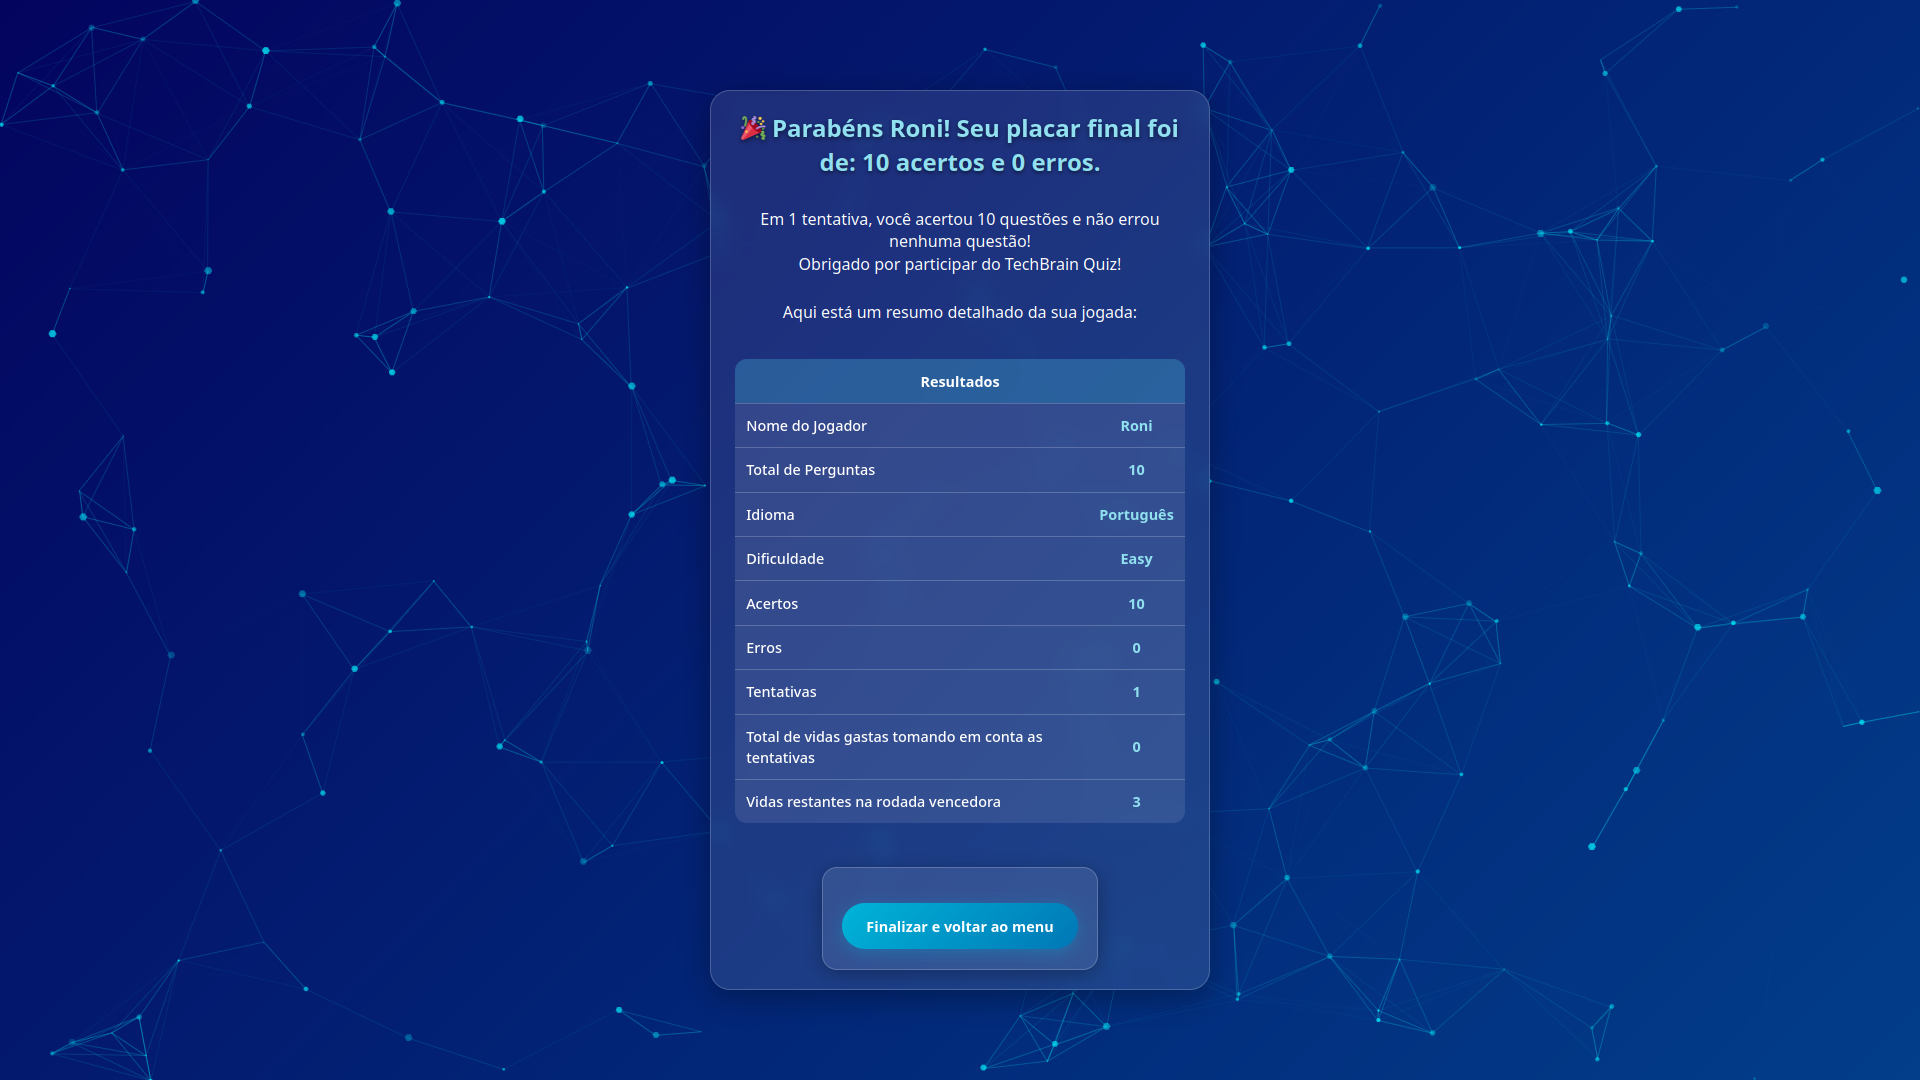 🎉 Parabéns Roni! Seu placar final foi
de: 10 acertos e 0 erros.
Em 1 tentativa, você acertou 10 questões e não errou
nenhuma questão!
Obrigado por participar do TechBrain Quiz!
Aqui está um resumo detalhado da sua jogada:
Resultados
Nome do Jogador Roni
Total de Perguntas 10
Idioma Português
Dificuldade Easy
Acertos 10
Erros 0
Tentativas 1
Total de vidas gastas tomando em conta as
tentativas 0
Vidas restantes na rodada vencedora 3
Finalizar e voltar ao menu